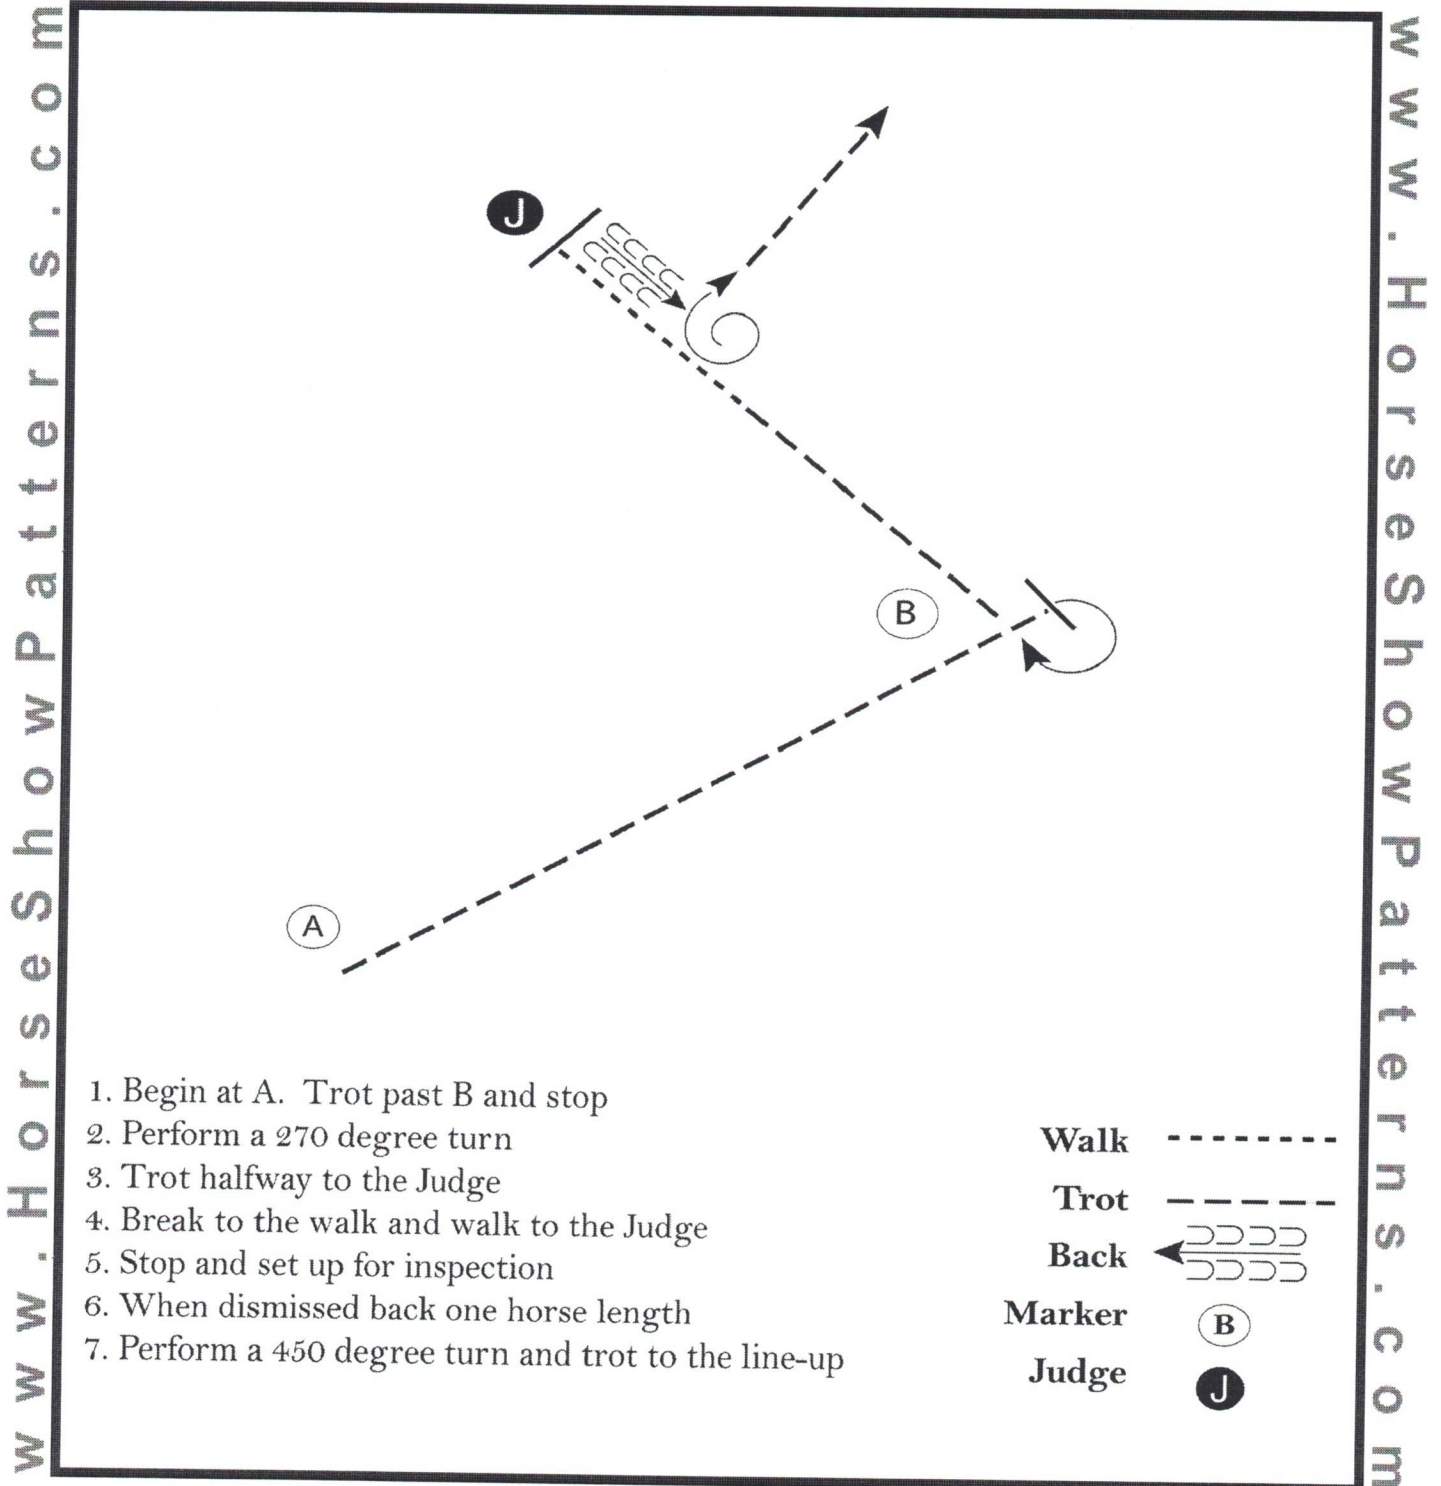 www.HorseShowPatterns.com
www.HorseShowPatterns.com
J
B
A
1. Begin at A. Trot past B and stop
2. Perform a 270 degree turn
3. Trot halfway to the Judge
4. Break to the walk and walk to the Judge
5. Stop and set up for inspection
6. When dismissed back one horse length
7. Perform a 450 degree turn and trot to the line-up
Walk
Trot
Back
Marker B
Judge J